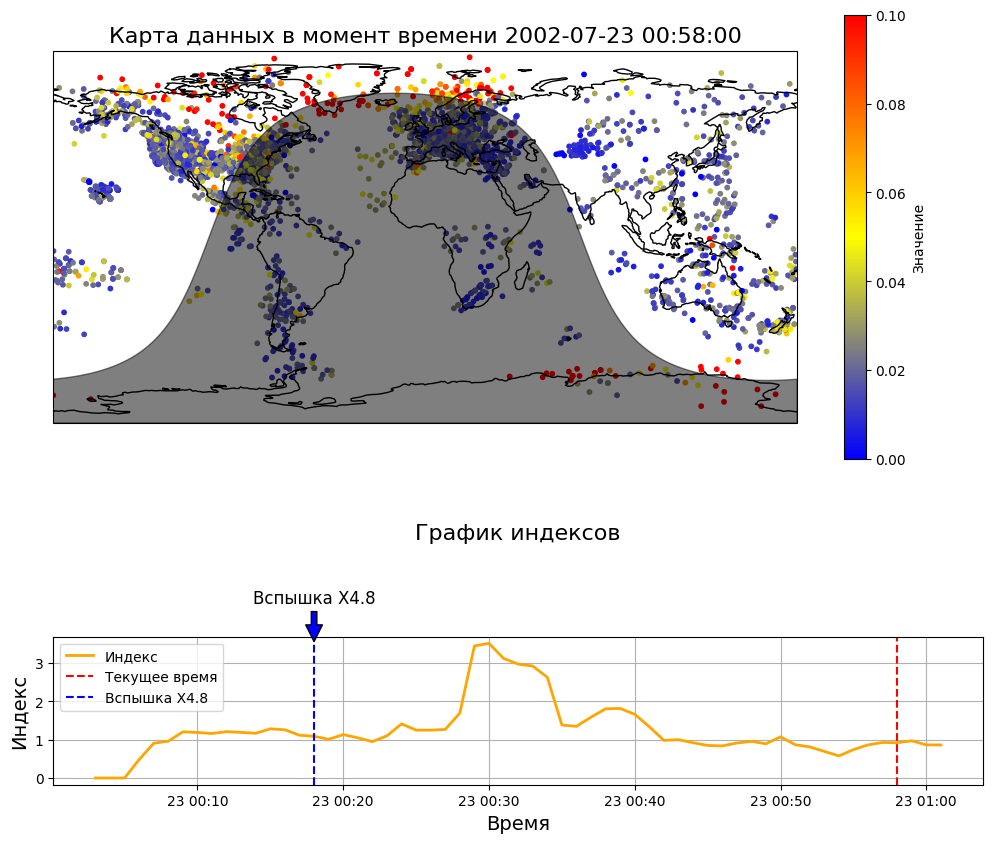 Карта данных в момент времени 2002-07-23 00:58:00
0.10
0.08
0.06
0.04
0.02
0.00
Значение
График индексов
Вспышка X4.8
Индекс
Текущее время
Вспышка X4.8
3
2
1
0
Индекс
23 00:10
23 00:20
23 00:30
23 00:40
23 00:50
23 01:00
Время